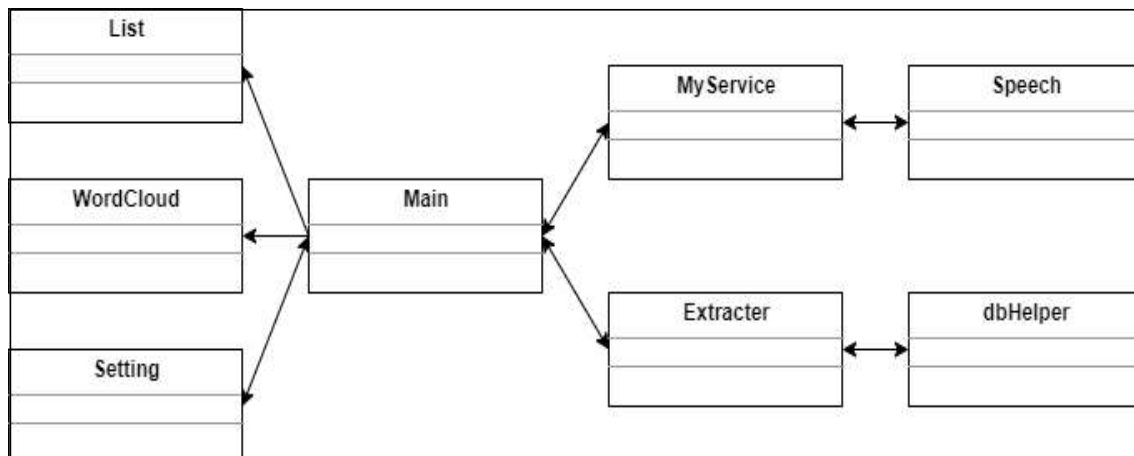 List
MyService
Speech
WordCloud
Main
Extracter
dbHelper
Setting